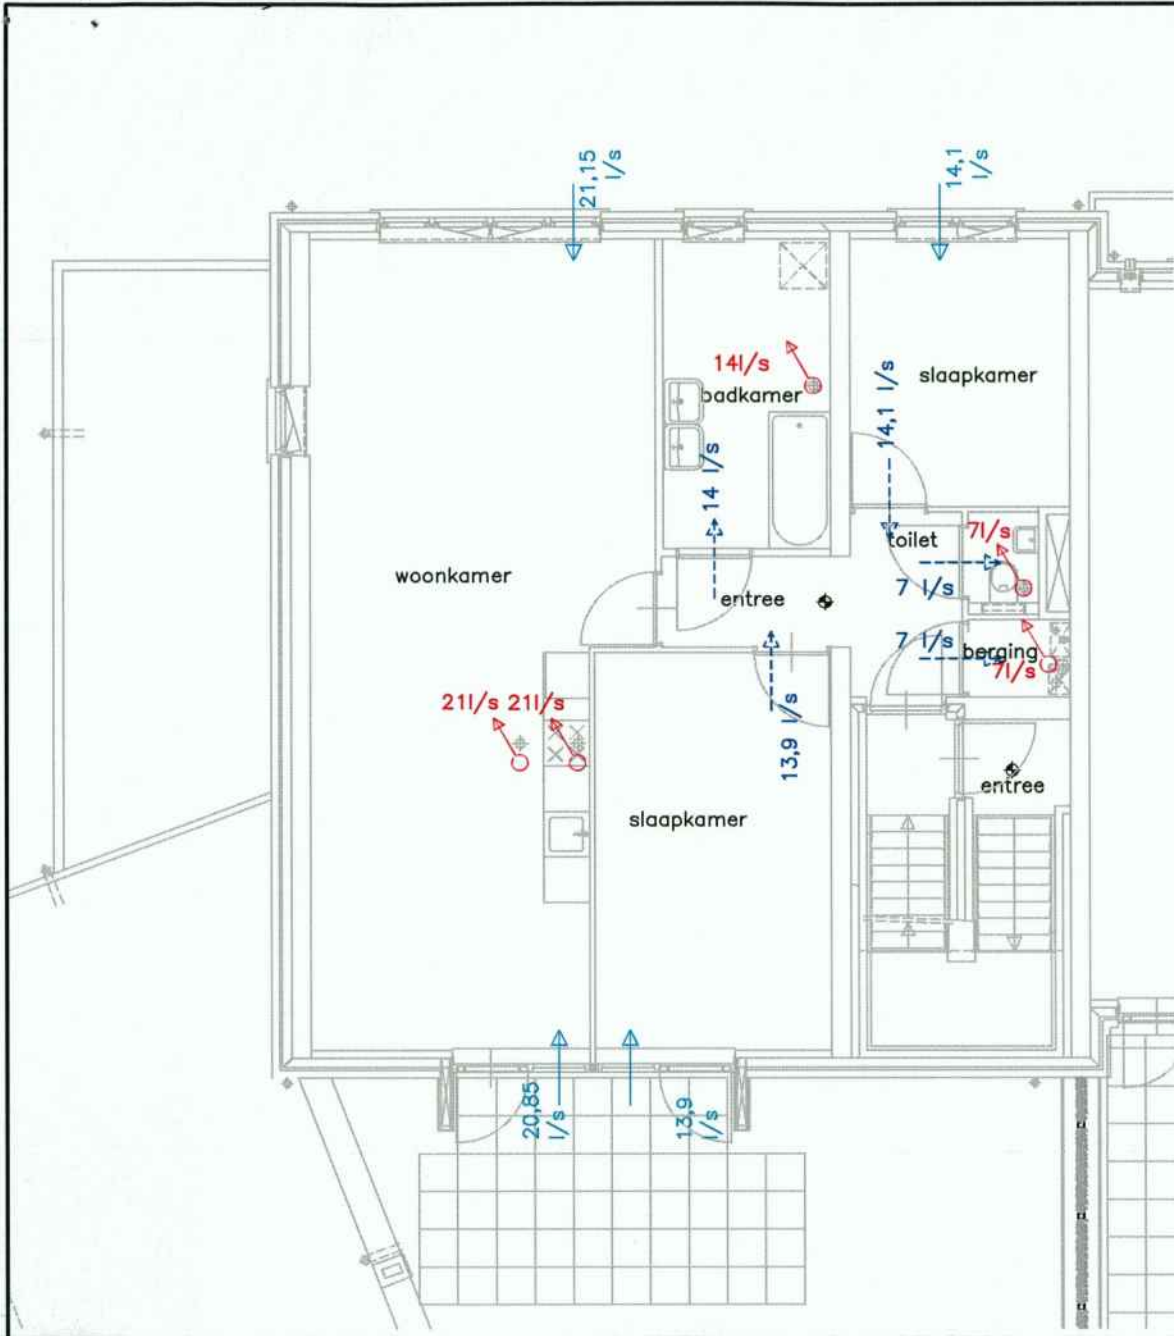 21,15
l/s
14,1
l/s
14l/s
badkamer
slaapkamer
14,1 l/s
14 l/s
toilet
7l/s
woonkamer
7 l/s
entree
7 l/s
berging
7l/s
21l/s 21l/s
13,9 l/s
entree
slaapkamer
20,85
l/s
13,9
l/s